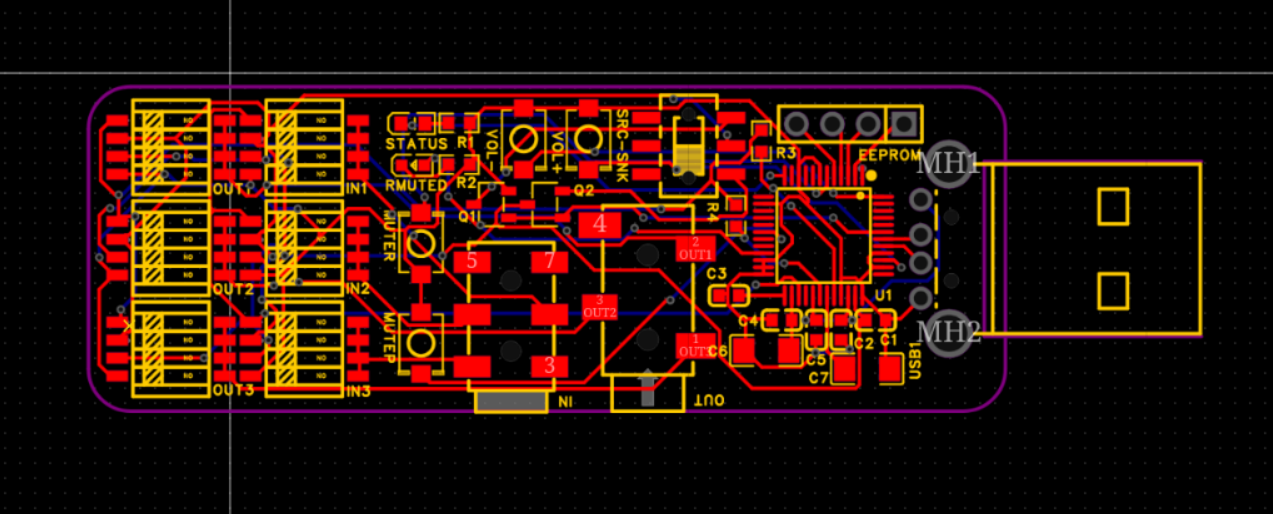 STATUS
R1
RMUTED
R2
VOL-
VOL+
SRC-SNK
R3
EEPROM
MH1
OUT1
IN1
Q1
Q2
R4
MUTER
4
2
OUT1
5
7
3
OUT2
C3
U1
OUT2
IN2
MUTEP
C4
C2
C1
MH2
1
C6
C5
C7
USB1
3
OUT3
IN3
IN
OUT